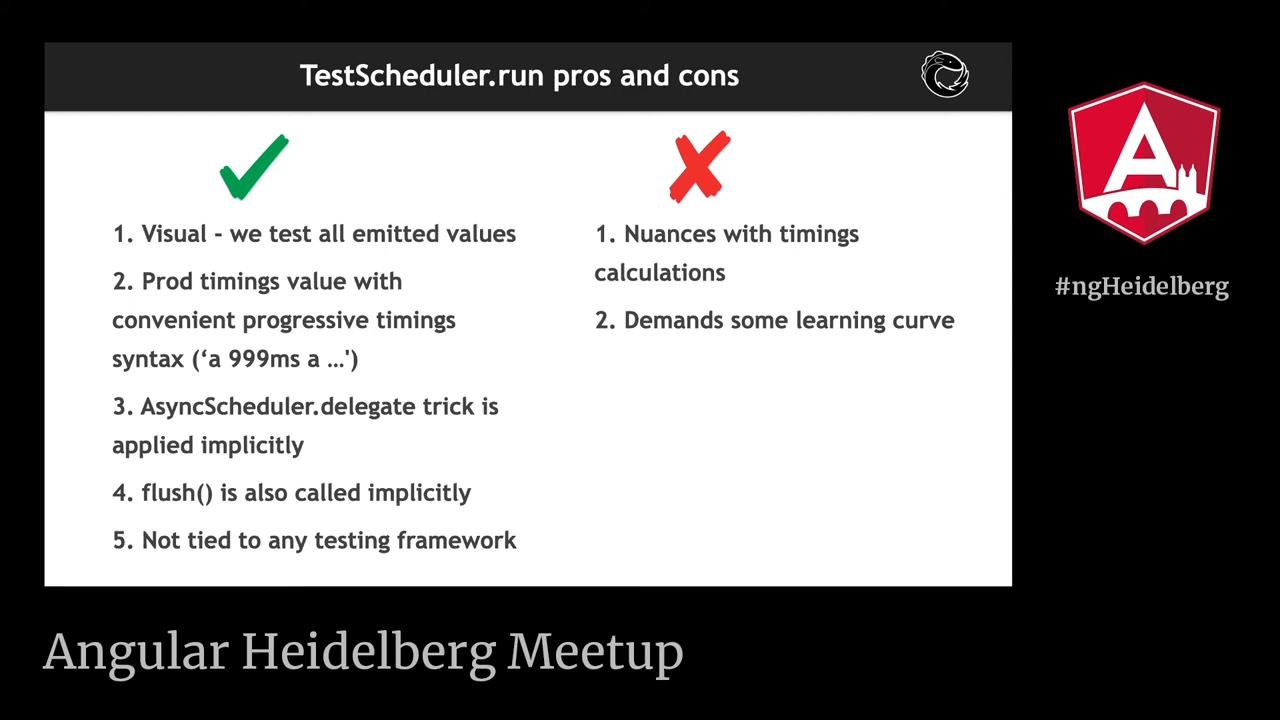 TestScheduler.run pros and cons
1. Visual - we test all emitted values
2. Prod timings value with
convenient progressive timings
syntax (‘a 999ms a …')
3. AsyncScheduler.delegate trick is
applied implicitly
4. flush() is also called implicitly
5. Not tied to any testing framework
1. Nuances with timings
calculations
2. Demands some learning curve
A
#ngHeidelberg
Angular Heidelberg Meetup